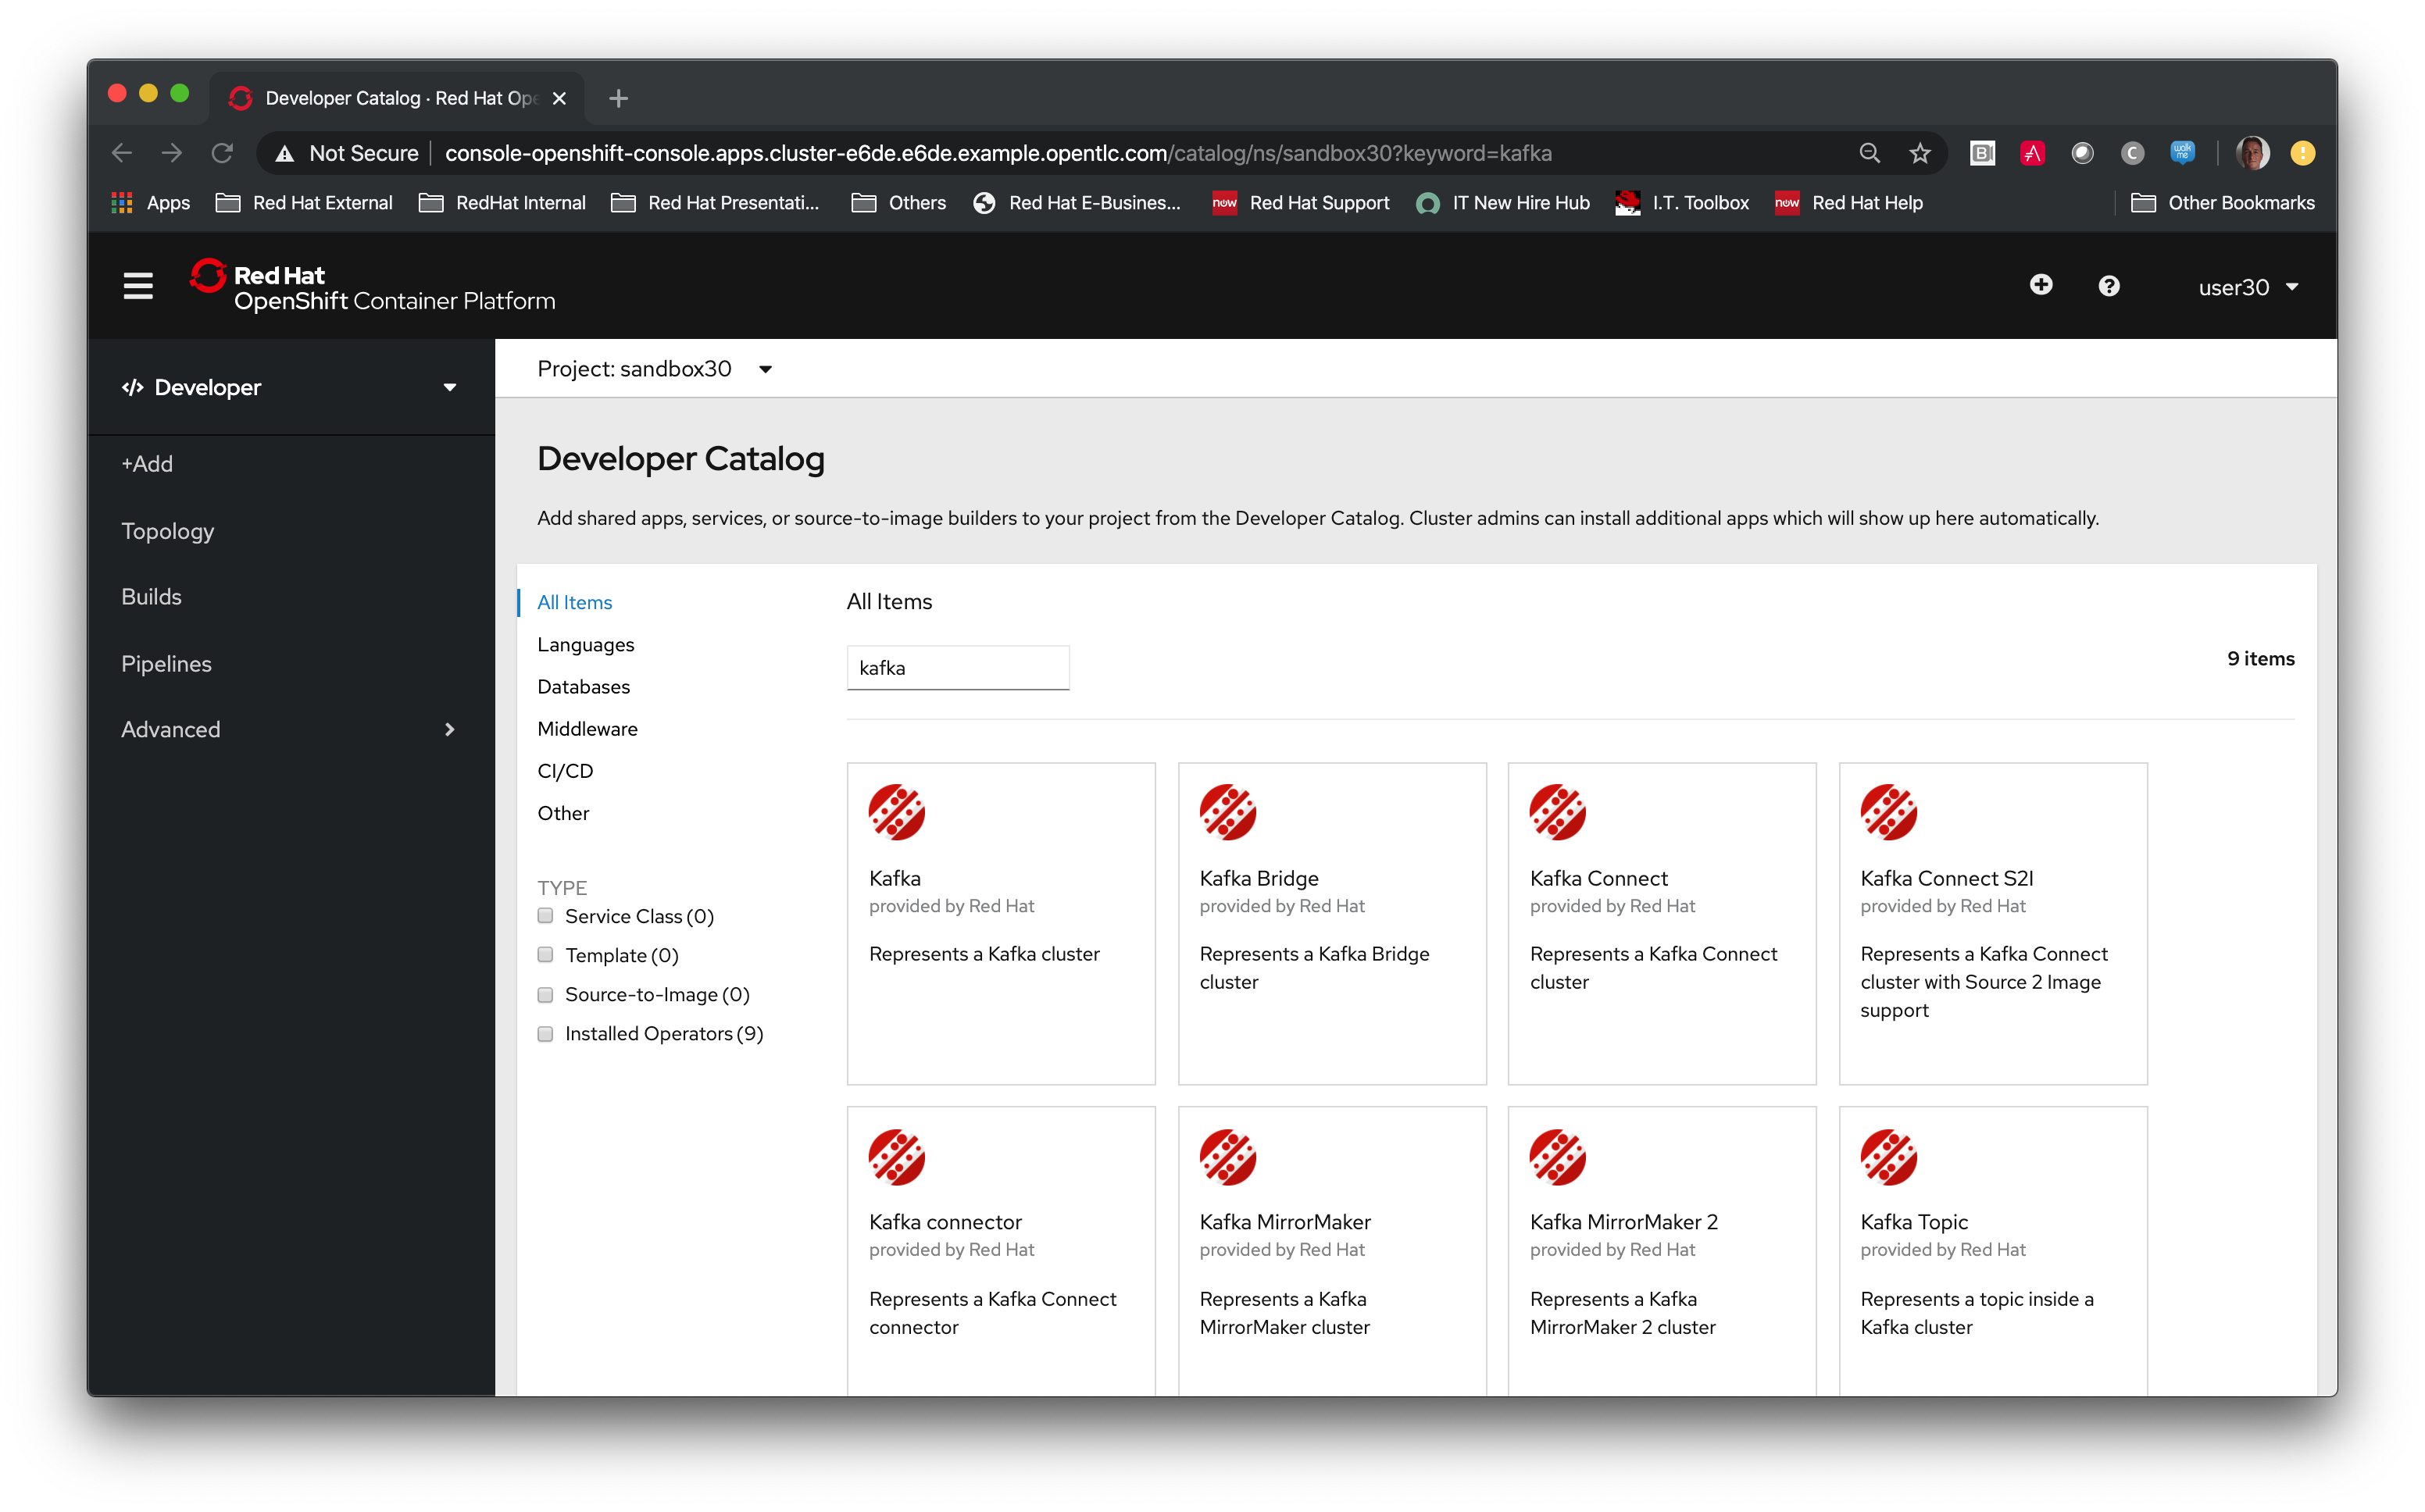 Developer Catalog · Red Hat Ope
Not Secure console-openshift-console.apps.cluster-e6de.e6de.example.opentlc.com/catalog/ns/sandbox30?keyword=kafka
Apps Red Hat External RedHat Internal Red Hat Presentati... Others Red Hat E-Busines... now Red Hat Support IT New Hire Hub I.T. Toolbox now Red Hat Help Other Bookmarks
Red Hat
OpenShift Container Platform
user30
</> Developer
+Add
Topology
Builds
Pipelines
Advanced
Project: sandbox30
Developer Catalog
Add shared apps, services, or source-to-image builders to your project from the Developer Catalog. Cluster admins can install additional apps which will show up here automatically.
All Items
Languages
Databases
Middleware
CI/CD
Other
TYPE
Service Class (0)
Template (0)
Source-to-Image (0)
Installed Operators (9)
All Items
kafka
9 items
Kafka
provided by Red Hat
Represents a Kafka cluster
Kafka Bridge
provided by Red Hat
Represents a Kafka Bridge
cluster
Kafka Connect
provided by Red Hat
Represents a Kafka Connect
cluster
Kafka Connect S2I
provided by Red Hat
Represents a Kafka Connect
cluster with Source 2 Image
support
Kafka connector
provided by Red Hat
Represents a Kafka Connect
connector
Kafka MirrorMaker
provided by Red Hat
Represents a Kafka
MirrorMaker cluster
Kafka MirrorMaker 2
provided by Red Hat
Represents a Kafka
MirrorMaker 2 cluster
Kafka Topic
provided by Red Hat
Represents a topic inside a
Kafka cluster